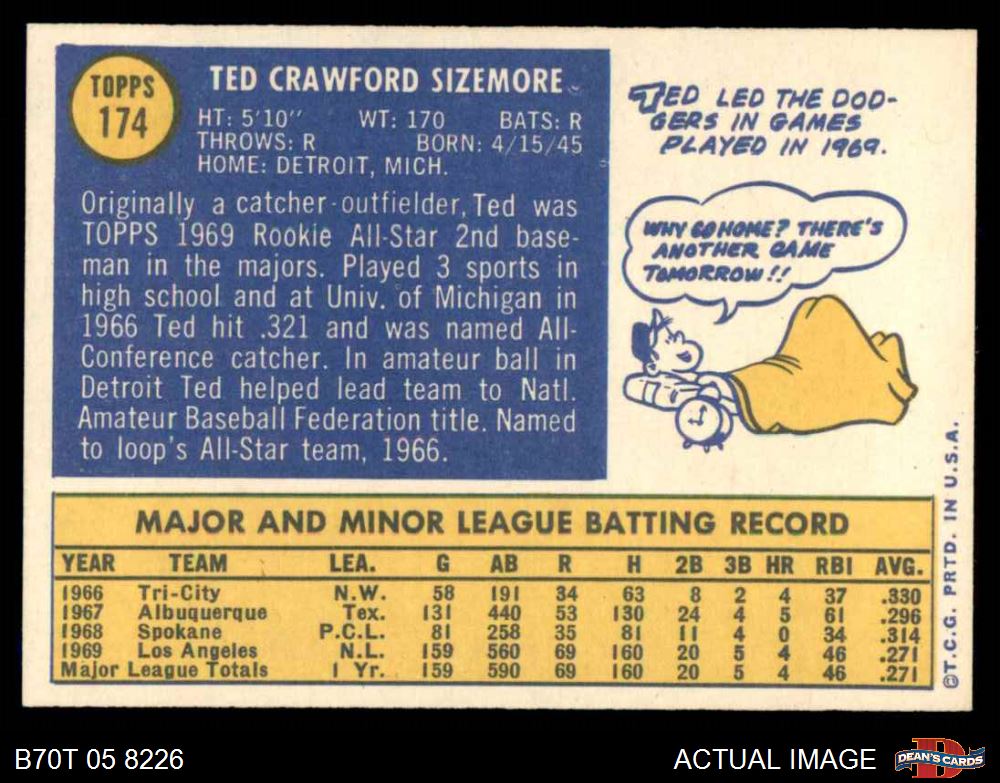 TOPPS
174
TED CRAWFORD SIZEMORE
HT: 5'10" WT: 170 BATS: R
THROWS: R BORN: 4/15/45
HOME: DETROIT, MICH.
Originally a catcher-outfielder, Ted was
TOPPS 1969 Rookie All-Star 2nd base-
man in the majors. Played 3 sports in
high school and at Univ. of Michigan in
1966 Ted hit .321 and was named All-
Conference catcher. In amateur ball in
Detroit Ted helped lead team to Natl.
Amateur Baseball Federation title. Named
to loop's All-Star team, 1966.
TED LED THE DOD-
GERS IN GAMES
PLAYED IN 1969.
WHY GO HOME? THERE'S
ANOTHER GAME
TOMORROW!!
MAJOR AND MINOR LEAGUE BATTING RECORD
YEAR TEAM LEA. G AB R H 2B 3B HR RBI AVG.
1966 Tri-City N.W. 58 191 34 63 8 2 4 37 .330
1967 Albuquerque Tex. 131 440 53 130 24 4 5 61 .296
1968 Spokane P.C.L. 81 258 35 81 11 4 0 34 .314
1969 Los Angeles N.L. 159 560 69 160 20 5 4 46 .271
Major League Totals 1 Yr. 159 590 69 160 20 5 4 46 .271
©T.C.G. PRTD. IN U.S.A.
B70T 05 8226
ACTUAL IMAGE
D
DEAN'S CARDS